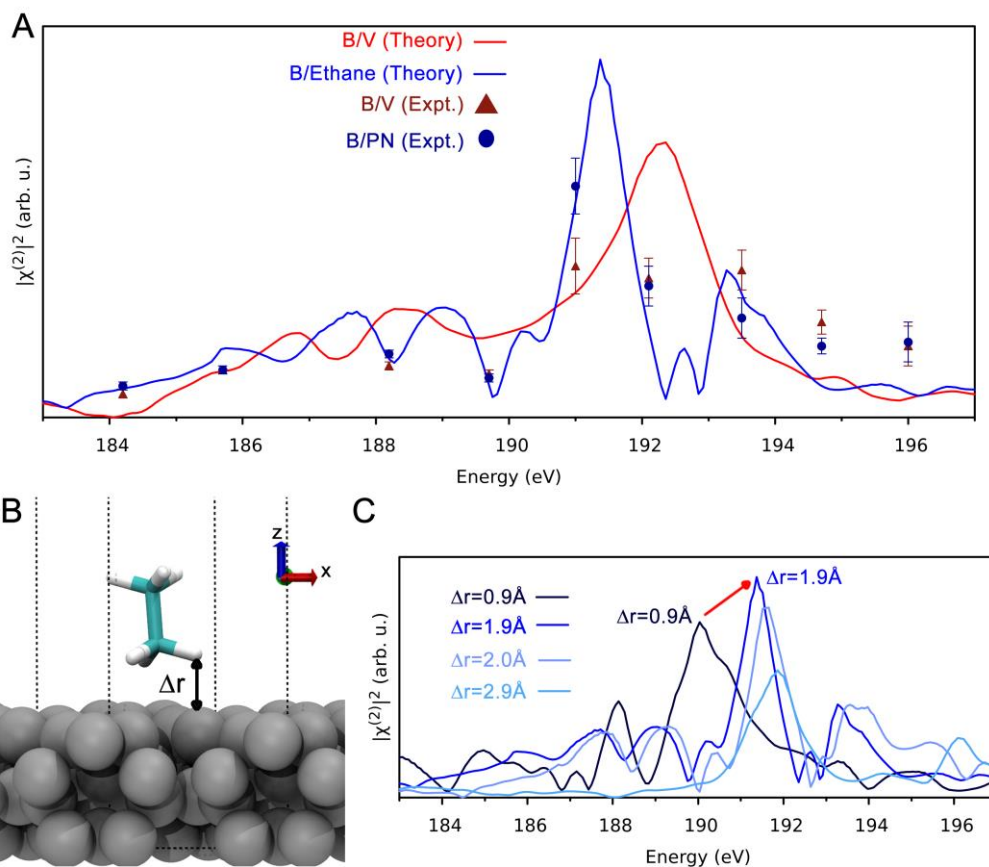 A
B/V (Theory)
B/Ethane (Theory)
B/V (Expt.)
B/PN (Expt.)
|χ⁽²⁾|² (arb. u.)
184 186 188 190 192 194 196
Energy (eV)
B
z
x
Δr
C
Δr=0.9Å
Δr=1.9Å
Δr=2.0Å
Δr=2.9Å
Δr=0.9Å
Δr=1.9Å
|χ⁽²⁾|² (arb. u.)
184 186 188 190 192 194 196
Energy (eV)